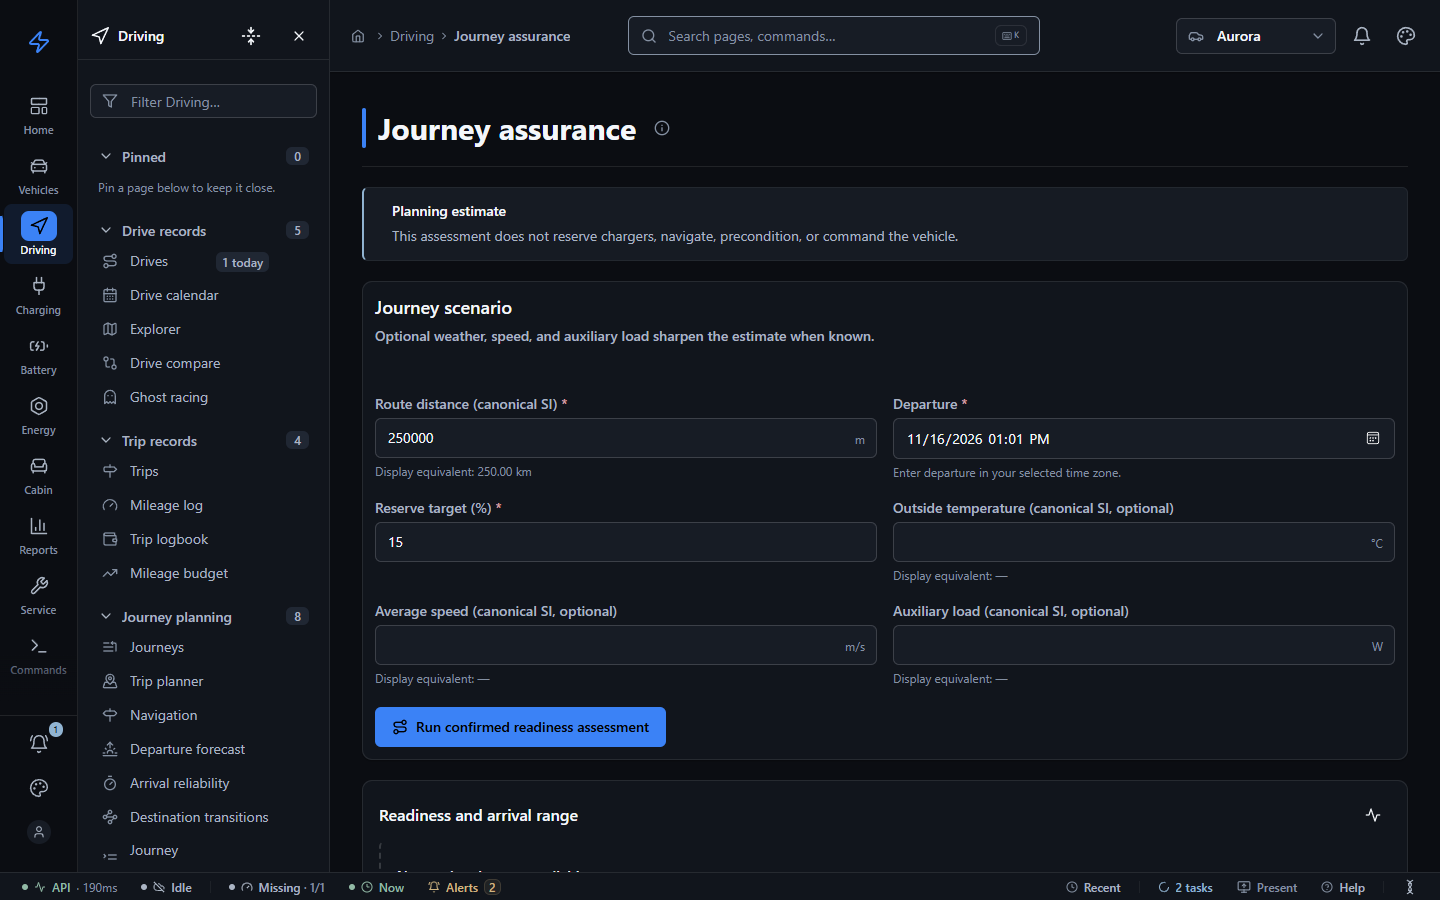 Driving
Driving
Journey assurance
Search pages, commands...
K
Aurora
Home
Vehicles
Driving
Charging
Battery
Energy
Cabin
Reports
Service
Commands
1
Filter Driving...
Pinned
0
Pin a page below to keep it close.
Drive records
5
Drives
1 today
Drive calendar
Explorer
Drive compare
Ghost racing
Trip records
4
Trips
Mileage log
Trip logbook
Mileage budget
Journey planning
8
Journeys
Trip planner
Navigation
Departure forecast
Arrival reliability
Destination transitions
Journey
Journey assurance
Planning estimate
This assessment does not reserve chargers, navigate, precondition, or command the vehicle.
Journey scenario
Optional weather, speed, and auxiliary load sharpen the estimate when known.
Route distance (canonical SI) *
250000
m
Display equivalent: 250.00 km
Departure *
11/16/2026 01:01 PM
Enter departure in your selected time zone.
Reserve target (%) *
15
Outside temperature (canonical SI, optional)
°C
Display equivalent: —
Average speed (canonical SI, optional)
m/s
Display equivalent: —
Auxiliary load (canonical SI, optional)
W
Display equivalent: —
Run confirmed readiness assessment
Readiness and arrival range
API · 190ms
Idle
Missing · 1/1
Now
Alerts 2
Recent
2 tasks
Present
Help